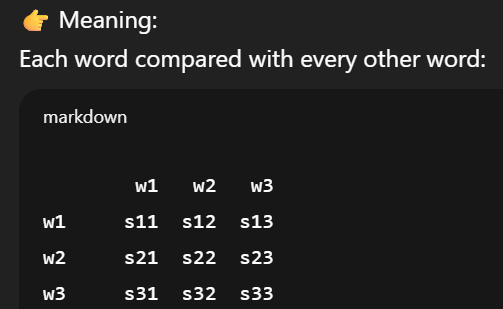 👉 Meaning:
Each word compared with every other word:
markdown
w1 w2 w3
w1 s11 s12 s13
w2 s21 s22 s23
w3 s31 s32 s33